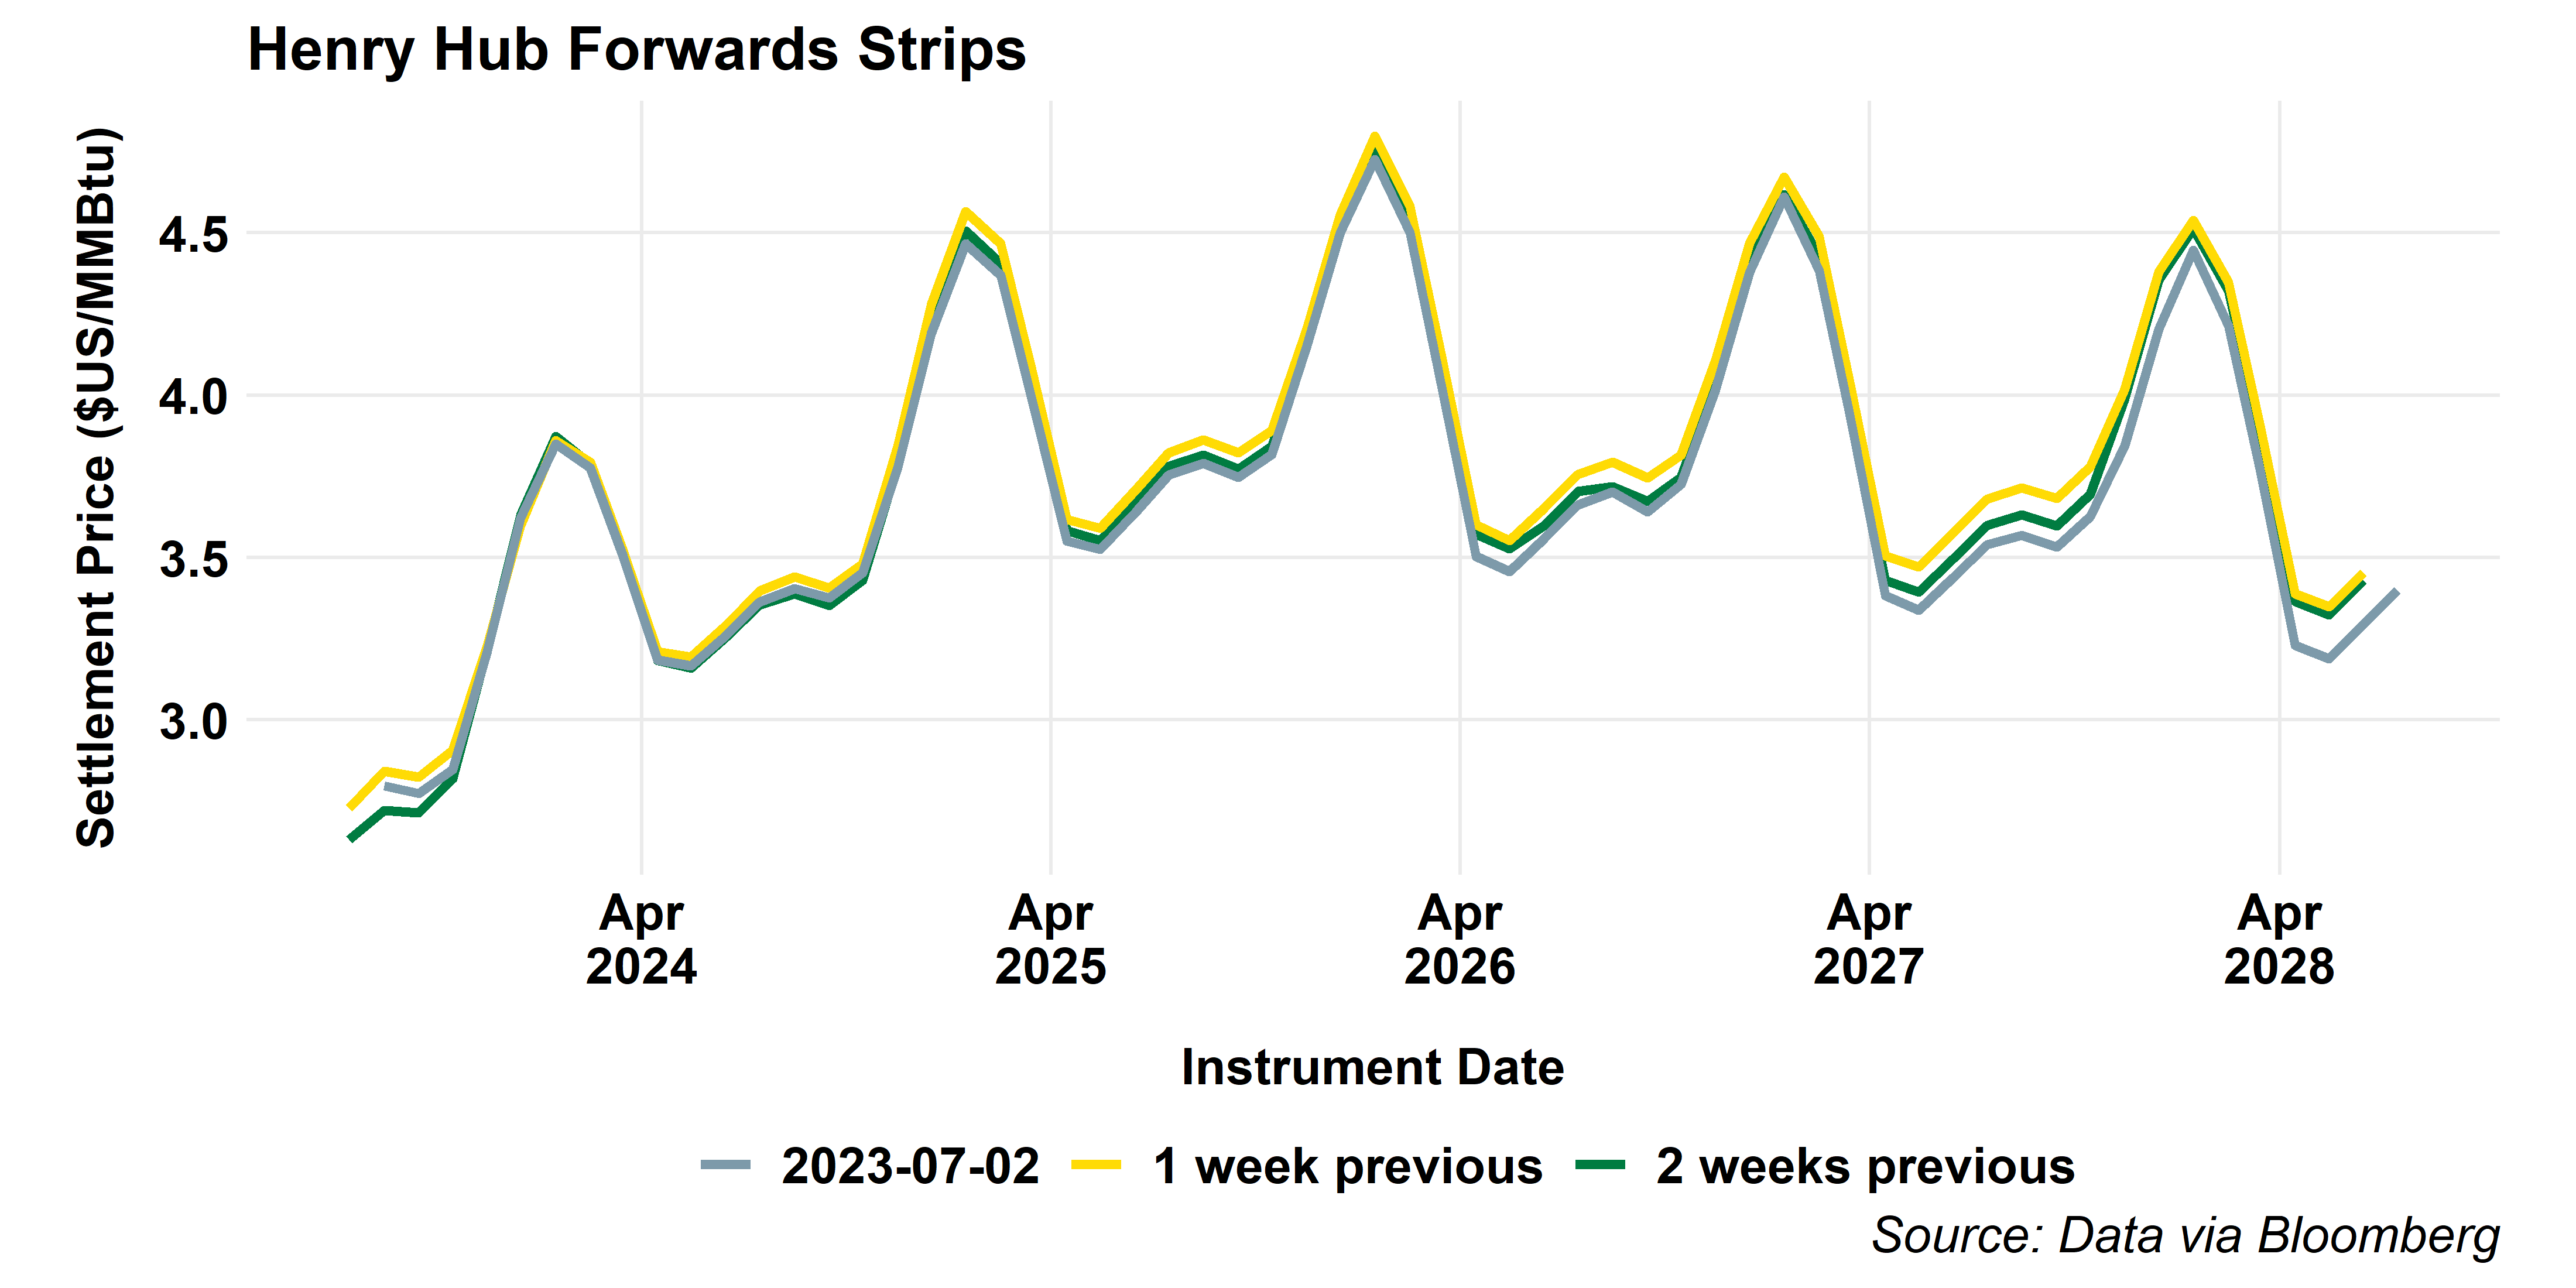 Henry Hub Forwards Strips
Settlement Price ($US/MMBtu)
4.5
4.0
3.5
3.0
Apr
2024
Apr
2025
Apr
2026
Apr
2027
Apr
2028
Instrument Date
2023-07-02 1 week previous 2 weeks previous
Source: Data via Bloomberg